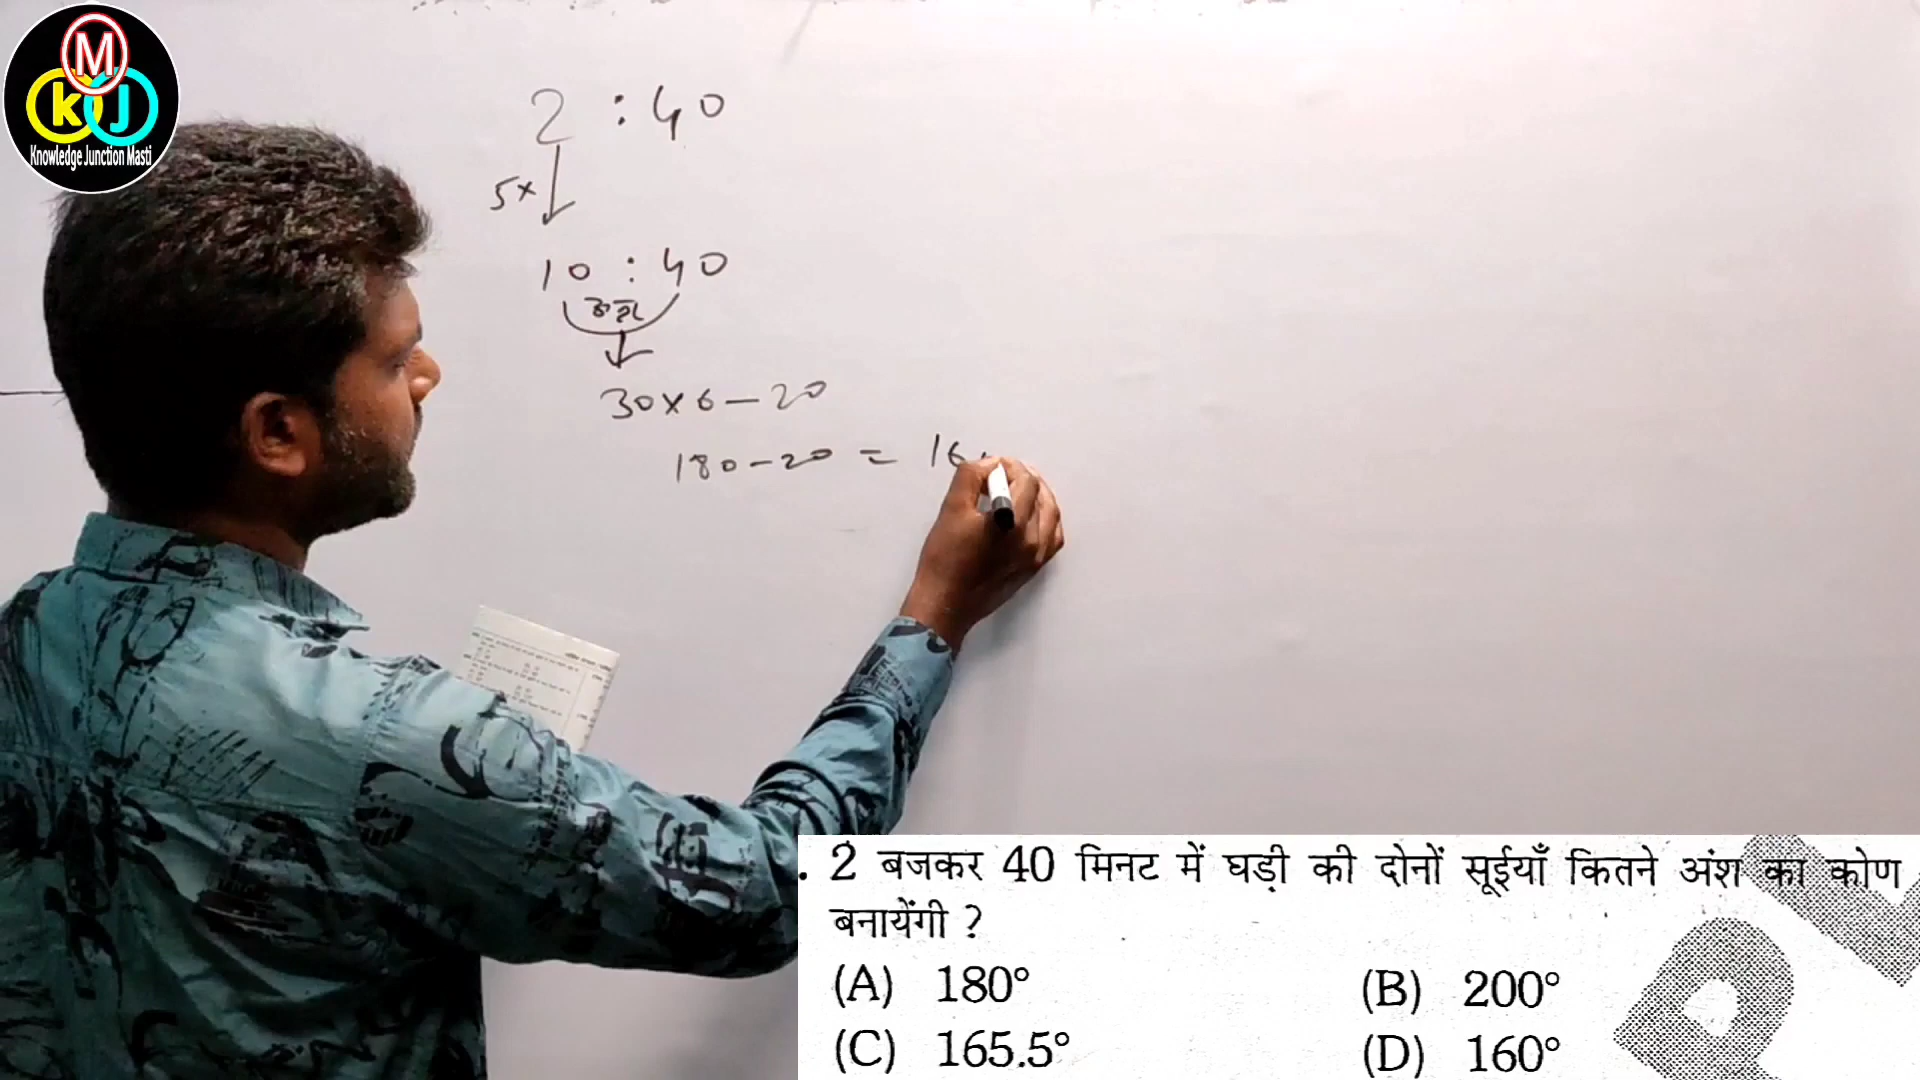 M
KJ
Knowledge Junction Masti
2 : 40
5×
10 : 40
30×6-20
180-20 = 16
. 2 बजकर 40 मिनट में घड़ी की दोनों सूईयाँ कितने अंश का कोण
बनायेंगी ?
(A) 180° (B) 200°
(C) 165.5° (D) 160°